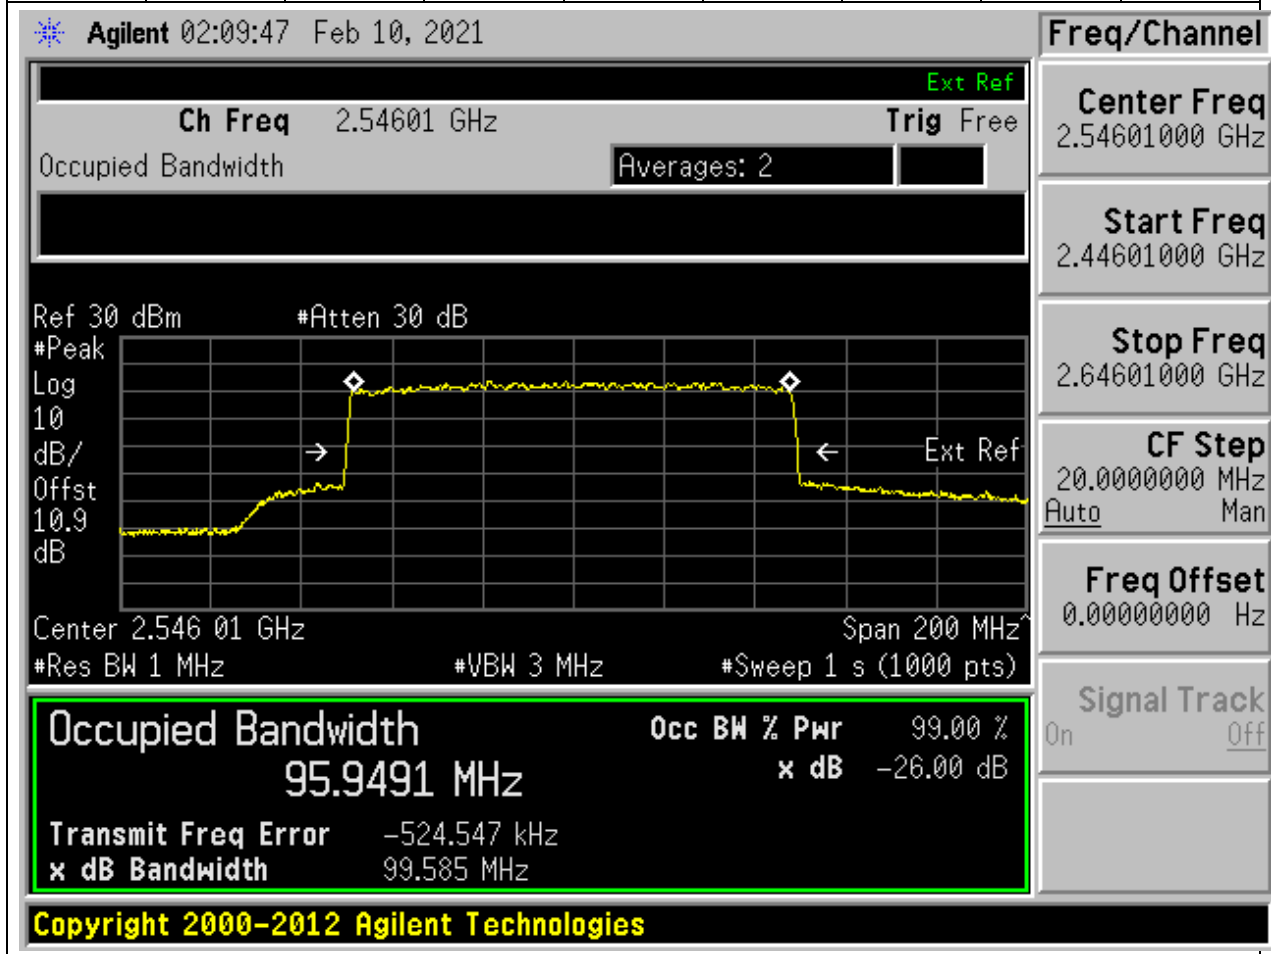 Agilent 02:09:47 Feb 10, 2021
Freq/Channel
Ext Ref
Ch Freq 2.54601 GHz Trig Free
Occupied Bandwidth Averages: 2
Ref 30 dBm #Atten 30 dB
#Peak
Log
10
dB/
Offst
10.9
dB
→ ← Ext Ref
Center 2.546 01 GHz Span 200 MHz^
#Res BW 1 MHz #VBW 3 MHz #Sweep 1 s (1000 pts)
Occupied Bandwidth Occ BW % Pwr 99.00 %
95.9491 MHz x dB -26.00 dB
Transmit Freq Error -524.547 kHz
x dB Bandwidth 99.585 MHz
Center Freq
2.54601000 GHz
Start Freq
2.44601000 GHz
Stop Freq
2.64601000 GHz
CF Step
20.0000000 MHz
Auto Man
Freq Offset
0.00000000 Hz
Signal Track
On Off
Copyright 2000-2012 Agilent Technologies